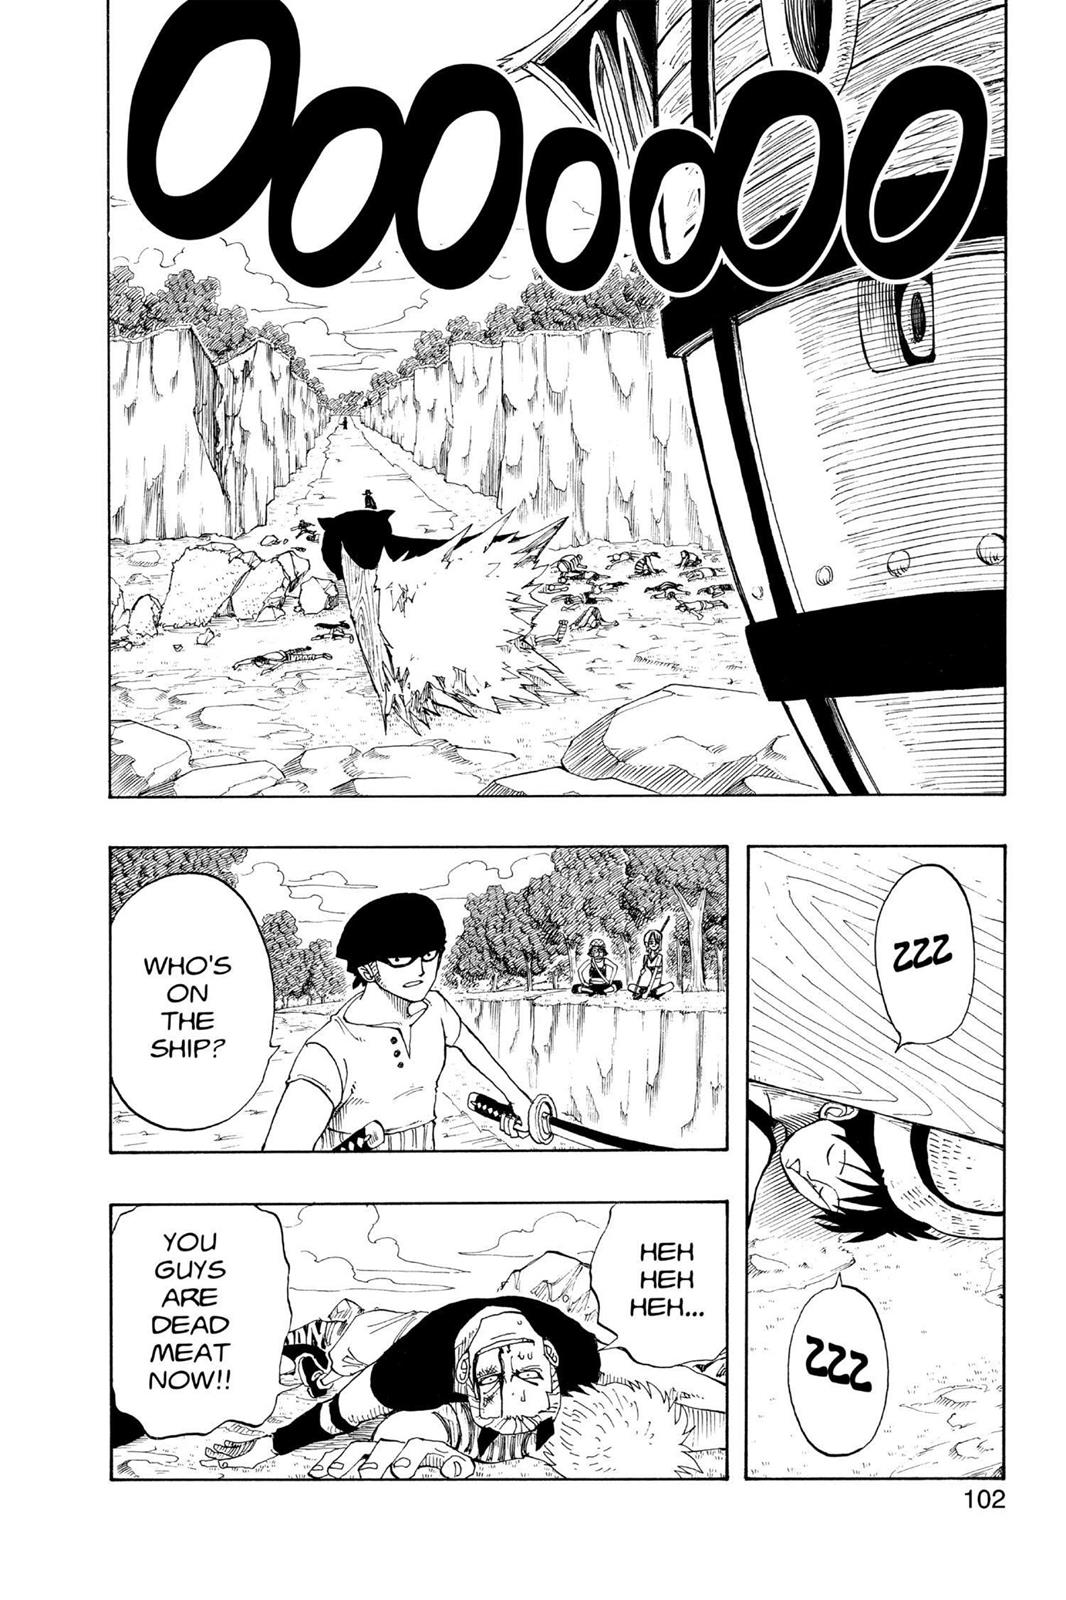 OOOOOOO
ZZZ
ZZZ
WHO'S
ON
THE
SHIP?
HEH
HEH
HEH...
YOU
GUYS
ARE
DEAD
MEAT
NOW!!
102